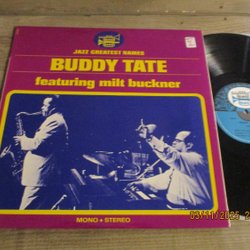 JAZZ GREATEST NAMES
BUDDY TATE
featuring milt buckner
MONO + STEREO